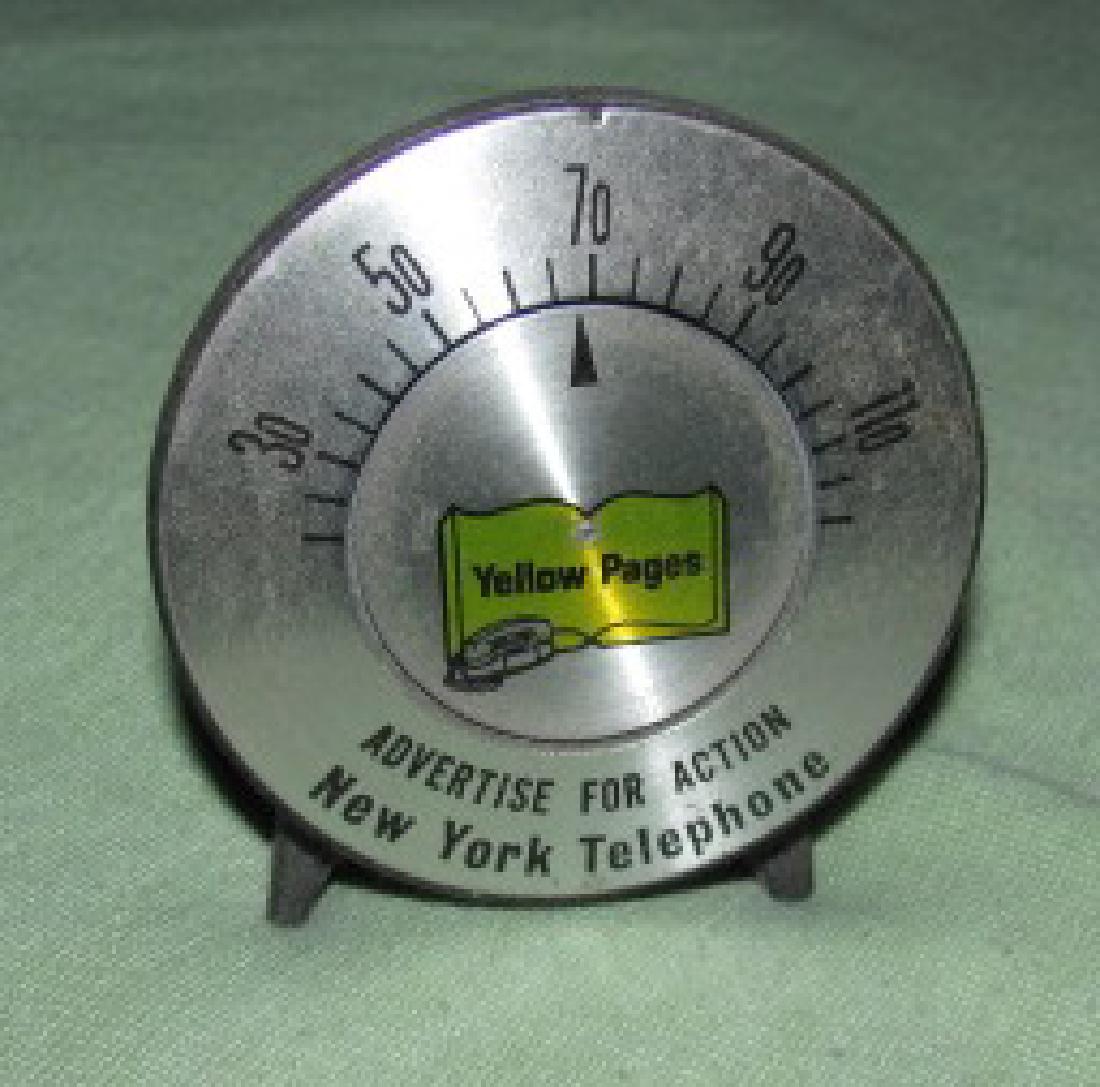 30 50 70 90 110
Yellow Pages
ADVERTISE FOR ACTION
New York Telephone